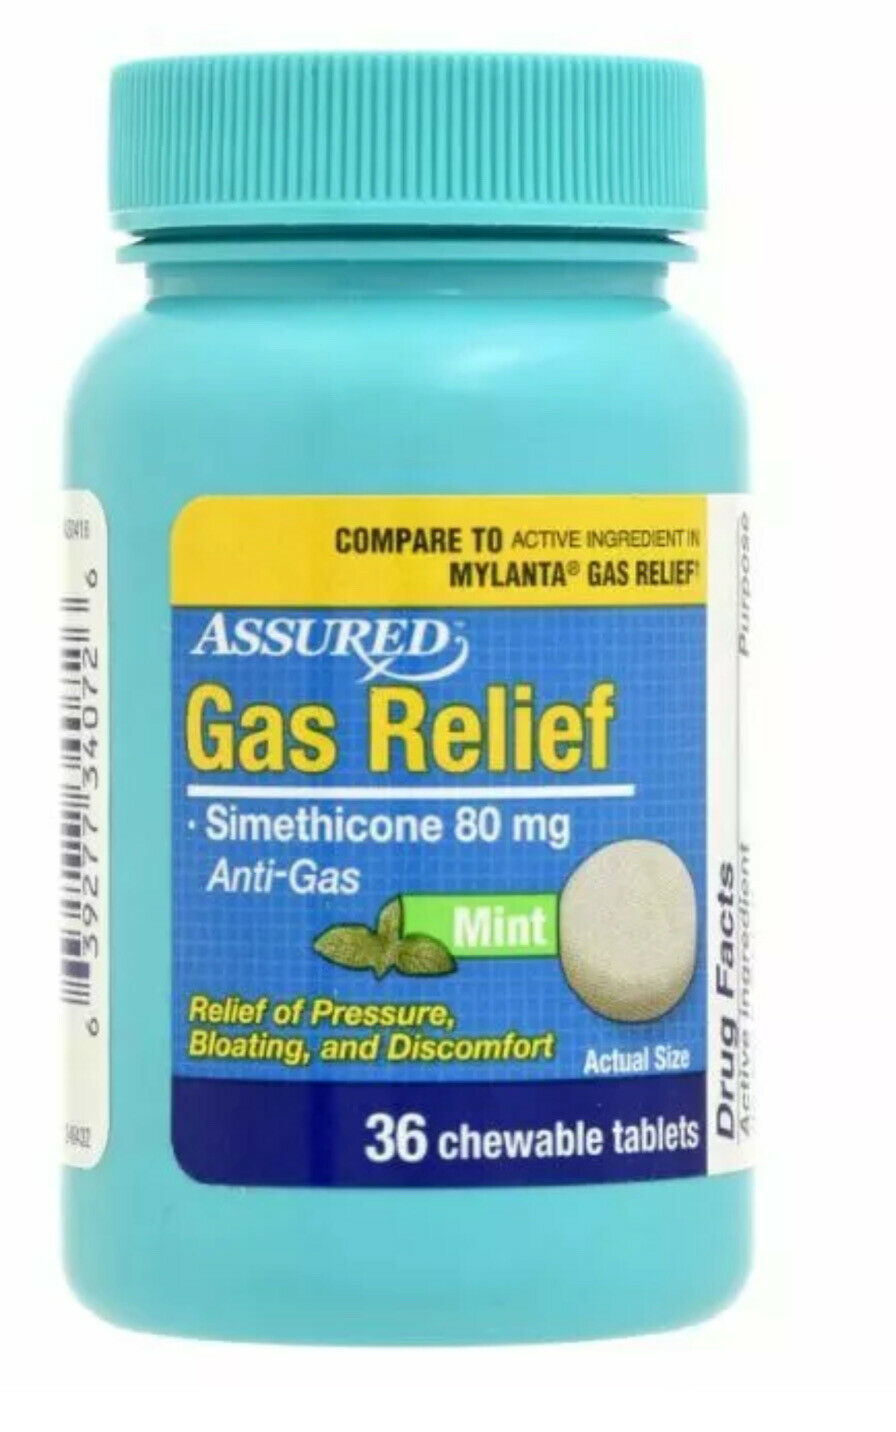 COMPARE TO ACTIVE INGREDIENT IN
MYLANTA® GAS RELIEF†
ASSURED™
Gas Relief
· Simethicone 80 mg
Anti-Gas
Mint
Relief of Pressure,
Bloating, and Discomfort
Actual Size
36 chewable tablets
6 39277 34072 6
Drug Facts
Active ingredient
Purpose